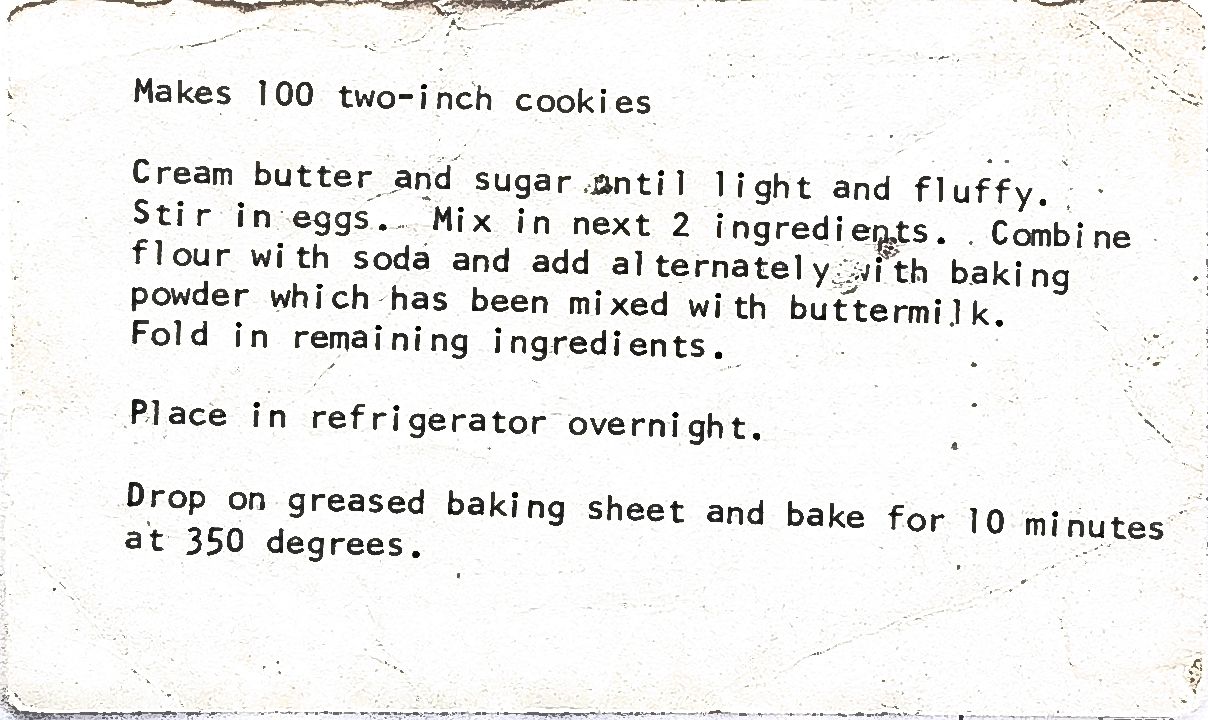 Makes 100 two-inch cookies
Cream butter and sugar until light and fluffy.
Stir in eggs. Mix in next 2 ingredients. Combine
flour with soda and add alternately with baking
powder which has been mixed with buttermilk.
Fold in remaining ingredients.
Place in refrigerator overnight.
Drop on greased baking sheet and bake for 10 minutes
at 350 degrees.